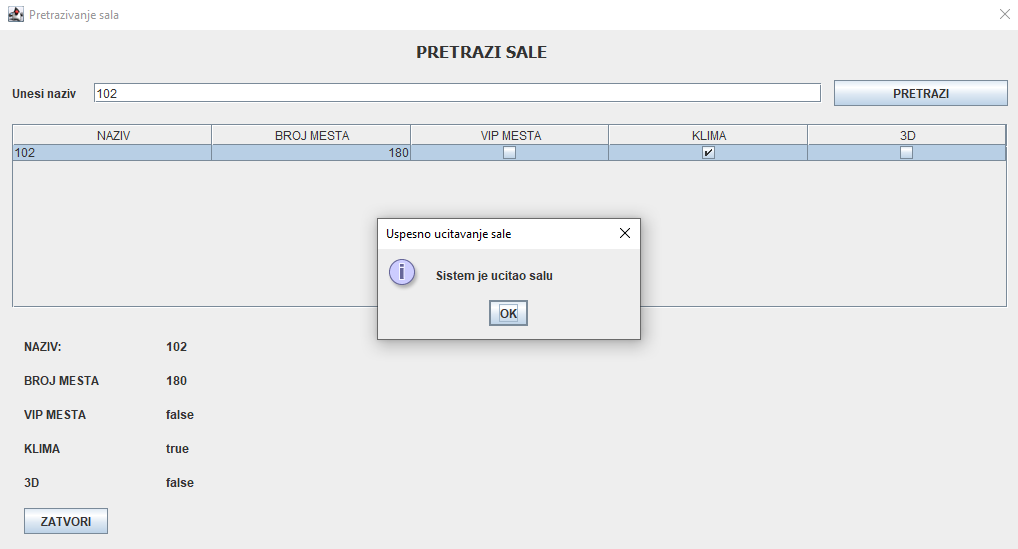 Pretrazivanje sala
PRETRAZI SALE
Unesi naziv 102 PRETRAZI
NAZIV BROJ MESTA VIP MESTA KLIMA 3D
102 180
Uspesno ucitavanje sale
Sistem je ucitao salu
OK
NAZIV: 102
BROJ MESTA 180
VIP MESTA false
KLIMA true
3D false
ZATVORI